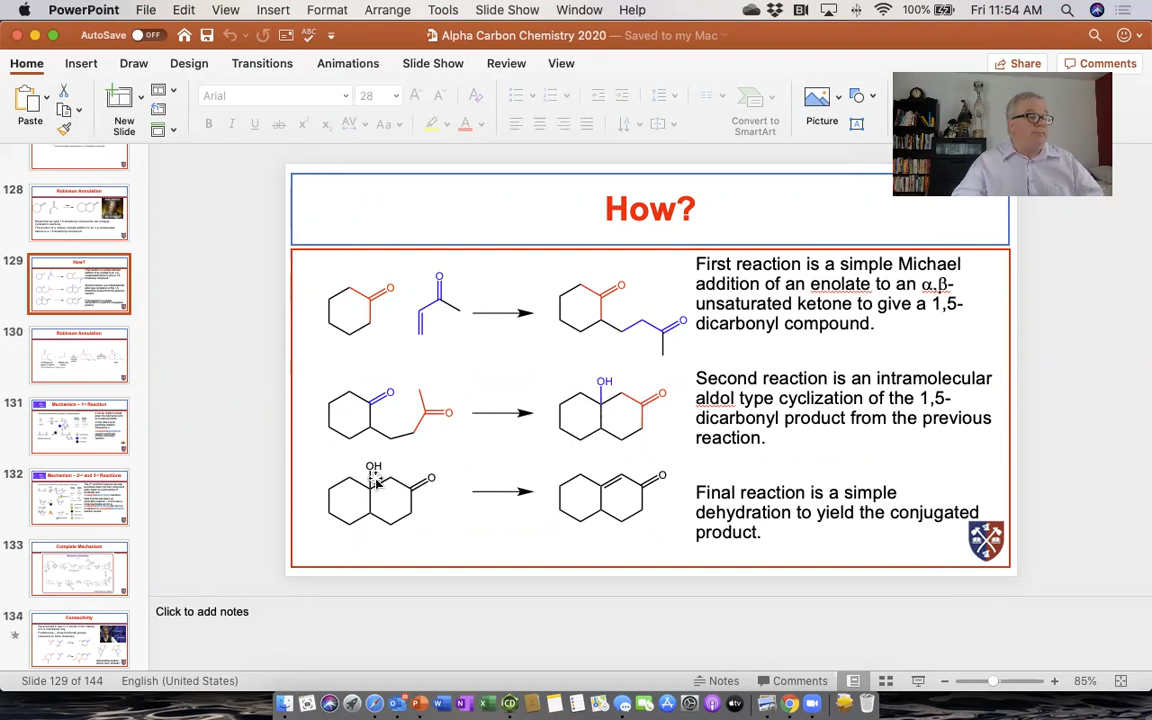 PowerPoint File Edit View Insert Format Arrange Tools Slide Show Window Help 100% Fri 11:54 AM
AutoSave OFF Alpha Carbon Chemistry 2020 — Saved to my Mac
Home Insert Draw Design Transitions Animations Slide Show Review View Share Comments
Paste New Slide Arial 28 Convert to SmartArt Picture
B I U ab x² x₂ AV Aa A
128 Robinson Annulation
129 How?
130 Robinson Annulation
131 Mechanism – 1st Reaction
132 Mechanism – 2nd and 3rd Reactions
133 Complete Mechanism
134 Connectivity
How?
O O O O
First reaction is a simple Michael
addition of an enolate to an α,β-
unsaturated ketone to give a 1,5-
dicarbonyl compound.
O O OH O
Second reaction is an intramolecular
aldol type cyclization of the 1,5-
dicarbonyl product from the previous
reaction.
OH O O
Final reaction is a simple
dehydration to yield the conjugated
product.
Click to add notes
Slide 129 of 144 English (United States) Notes Comments 85%